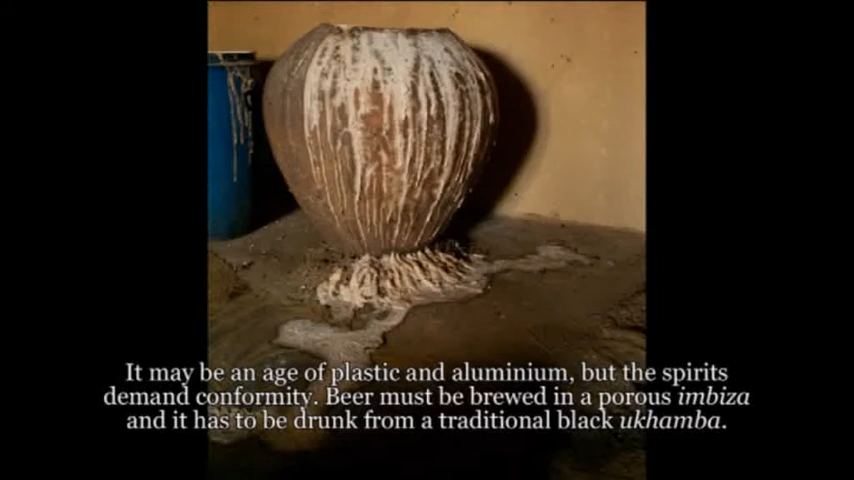 It may be an age of plastic and aluminium, but the spirits
demand conformity. Beer must be brewed in a porous imbiza
and it has to be drunk from a traditional black ukhamba.